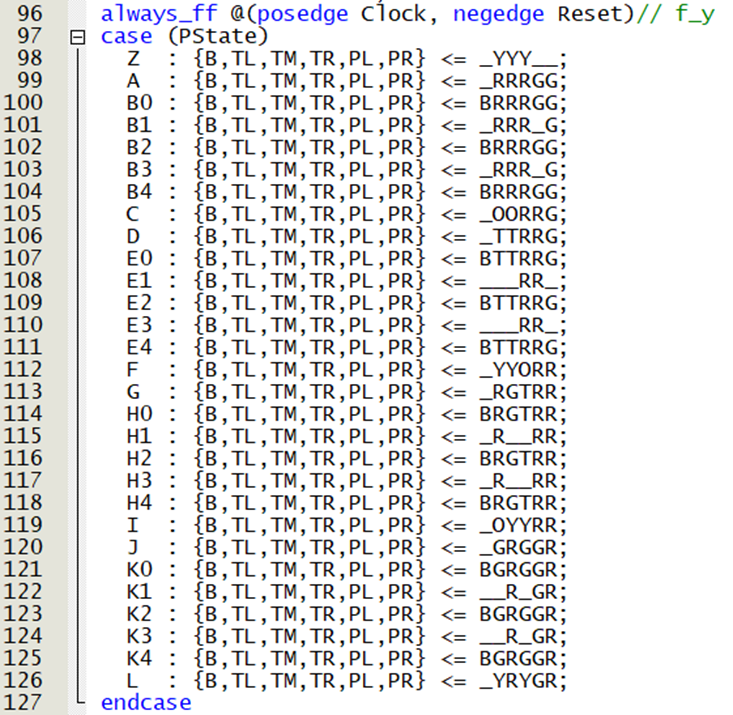 96 always_ff @(posedge Clock, negedge Reset)// f_y
97 case (PState)
98 Z : {B,TL,TM,TR,PL,PR} <= _YYY__;
99 A : {B,TL,TM,TR,PL,PR} <= _RRRGG;
100 B0 : {B,TL,TM,TR,PL,PR} <= BRRRGG;
101 B1 : {B,TL,TM,TR,PL,PR} <= _RRR_G;
102 B2 : {B,TL,TM,TR,PL,PR} <= BRRRGG;
103 B3 : {B,TL,TM,TR,PL,PR} <= _RRR_G;
104 B4 : {B,TL,TM,TR,PL,PR} <= BRRRGG;
105 C : {B,TL,TM,TR,PL,PR} <= _OORRG;
106 D : {B,TL,TM,TR,PL,PR} <= _TTRRG;
107 E0 : {B,TL,TM,TR,PL,PR} <= BTTRRG;
108 E1 : {B,TL,TM,TR,PL,PR} <= ___RR_;
109 E2 : {B,TL,TM,TR,PL,PR} <= BTTRRG;
110 E3 : {B,TL,TM,TR,PL,PR} <= ___RR_;
111 E4 : {B,TL,TM,TR,PL,PR} <= BTTRRG;
112 F : {B,TL,TM,TR,PL,PR} <= _YYORR;
113 G : {B,TL,TM,TR,PL,PR} <= _RGTRR;
114 H0 : {B,TL,TM,TR,PL,PR} <= BRGTRR;
115 H1 : {B,TL,TM,TR,PL,PR} <= _R__RR;
116 H2 : {B,TL,TM,TR,PL,PR} <= BRGTRR;
117 H3 : {B,TL,TM,TR,PL,PR} <= _R__RR;
118 H4 : {B,TL,TM,TR,PL,PR} <= BRGTRR;
119 I : {B,TL,TM,TR,PL,PR} <= _OYYRR;
120 J : {B,TL,TM,TR,PL,PR} <= _GRGGR;
121 K0 : {B,TL,TM,TR,PL,PR} <= BGRGGR;
122 K1 : {B,TL,TM,TR,PL,PR} <= __R_GR;
123 K2 : {B,TL,TM,TR,PL,PR} <= BGRGGR;
124 K3 : {B,TL,TM,TR,PL,PR} <= __R_GR;
125 K4 : {B,TL,TM,TR,PL,PR} <= BGRGGR;
126 L : {B,TL,TM,TR,PL,PR} <= _YRYGR;
127 endcase